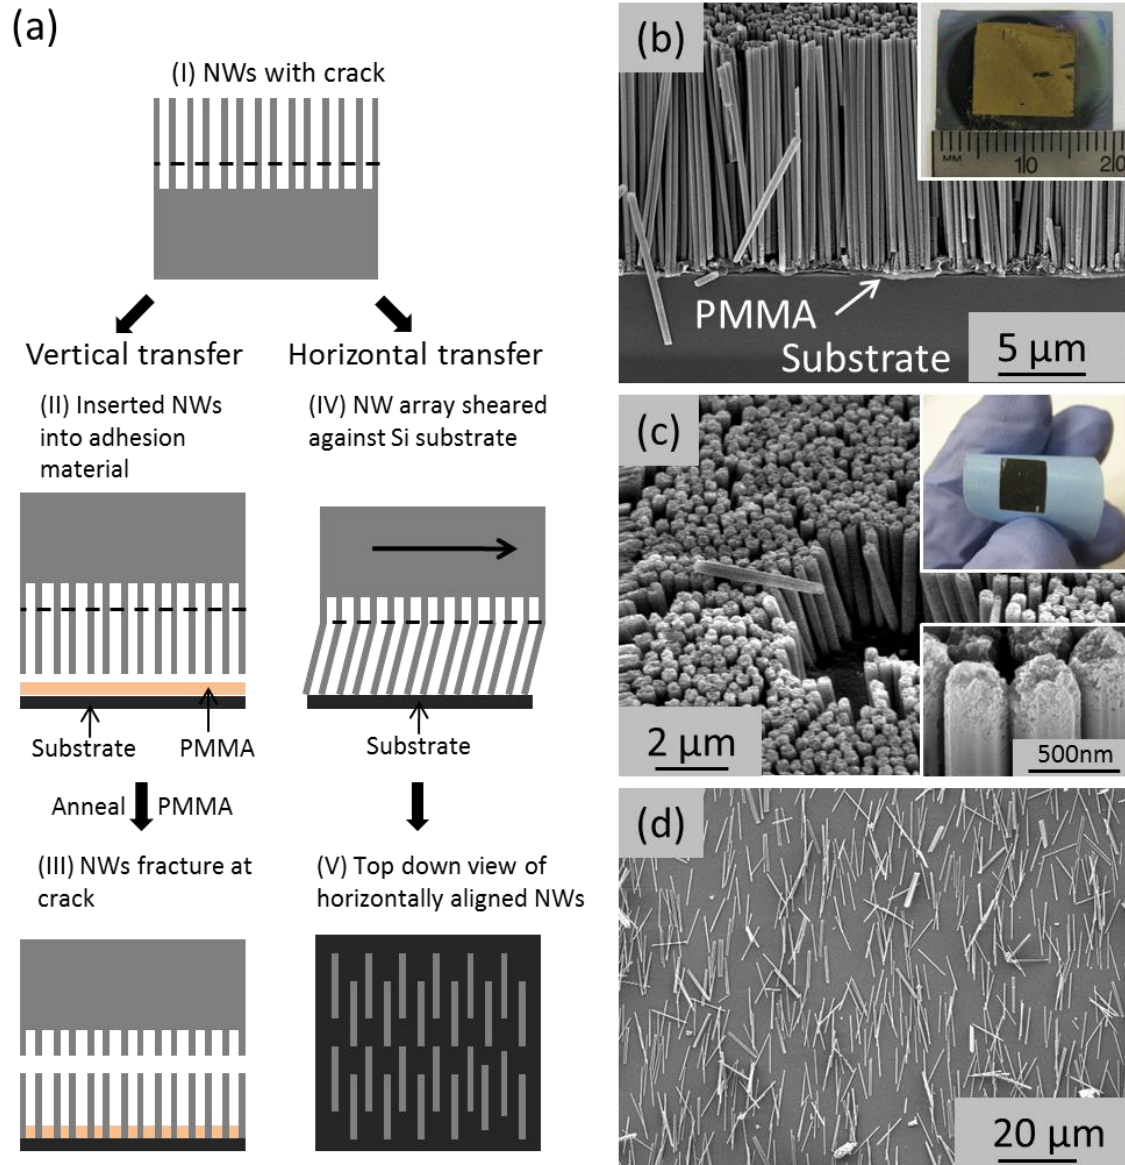 (a)
(I) NWs with crack
Vertical transfer
Horizontal transfer
(II) Inserted NWs
into adhesion
material
(IV) NW array sheared
against Si substrate
Substrate
PMMA
Substrate
Anneal
PMMA
(III) NWs fracture at
crack
(V) Top down view of
horizontally aligned NWs
(b)
MM
10
20
PMMA
Substrate
5 µm
(c)
2 µm
500nm
(d)
20 µm